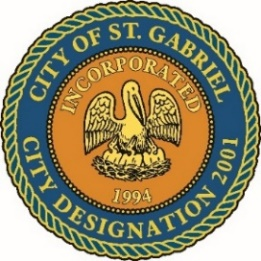 CITY OF ST. GABRIEL
INCORPORATED
1994
CITY DESIGNATION 2001